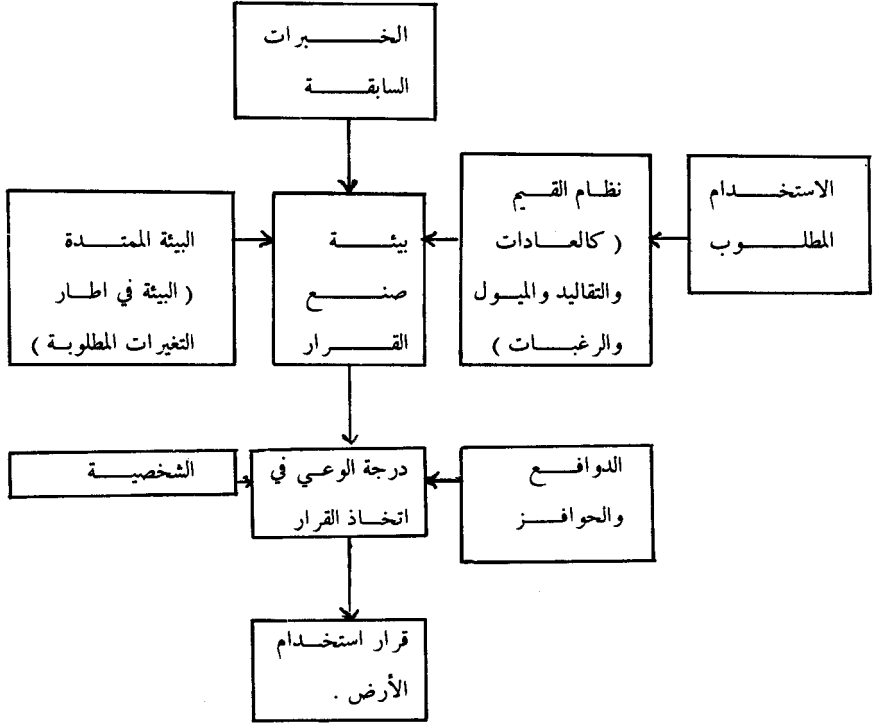 الخبرات
السابقة
الاستخدام
المطلوب
نظام القيم
( كالعادات
والتقاليد والميول
والرغبات )
بيئة
صنع
القرار
البيئة الممتدة
( البيئة في اطار
التغيرات المطلوبة )
الدوافع
والحوافز
درجة الوعي في
اتخاذ القرار
الشخصية
قرار استخدام
الأرض .